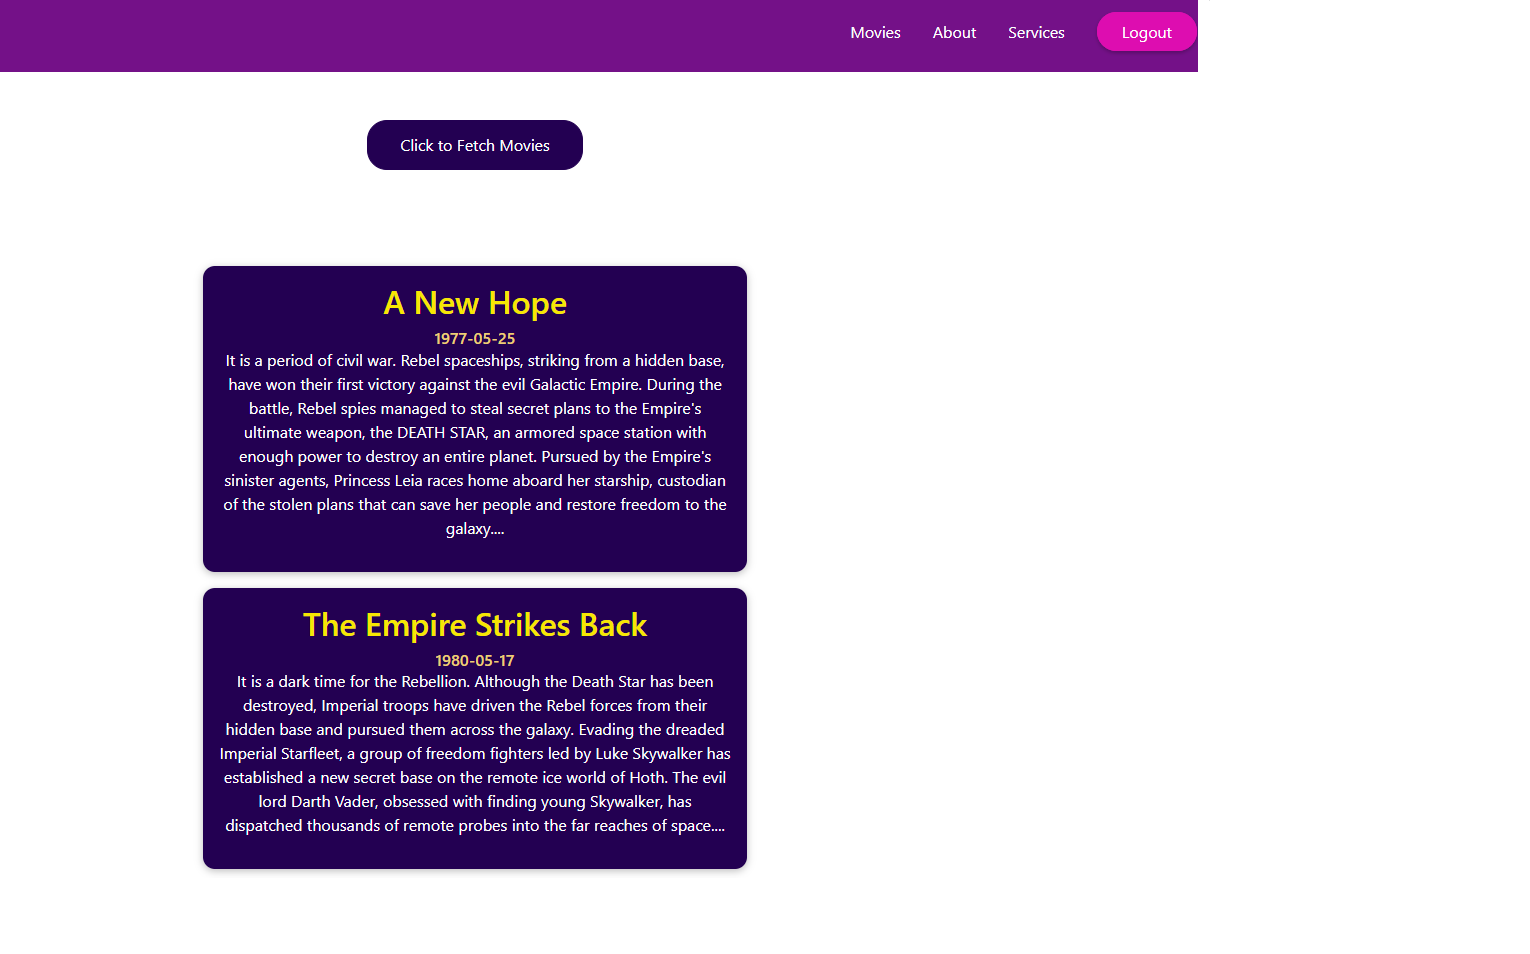 Movies About Services Logout
Click to Fetch Movies
A New Hope
1977-05-25
It is a period of civil war. Rebel spaceships, striking from a hidden base,
have won their first victory against the evil Galactic Empire. During the
battle, Rebel spies managed to steal secret plans to the Empire's
ultimate weapon, the DEATH STAR, an armored space station with
enough power to destroy an entire planet. Pursued by the Empire's
sinister agents, Princess Leia races home aboard her starship, custodian
of the stolen plans that can save her people and restore freedom to the
galaxy....
The Empire Strikes Back
1980-05-17
It is a dark time for the Rebellion. Although the Death Star has been
destroyed, Imperial troops have driven the Rebel forces from their
hidden base and pursued them across the galaxy. Evading the dreaded
Imperial Starfleet, a group of freedom fighters led by Luke Skywalker has
established a new secret base on the remote ice world of Hoth. The evil
lord Darth Vader, obsessed with finding young Skywalker, has
dispatched thousands of remote probes into the far reaches of space....